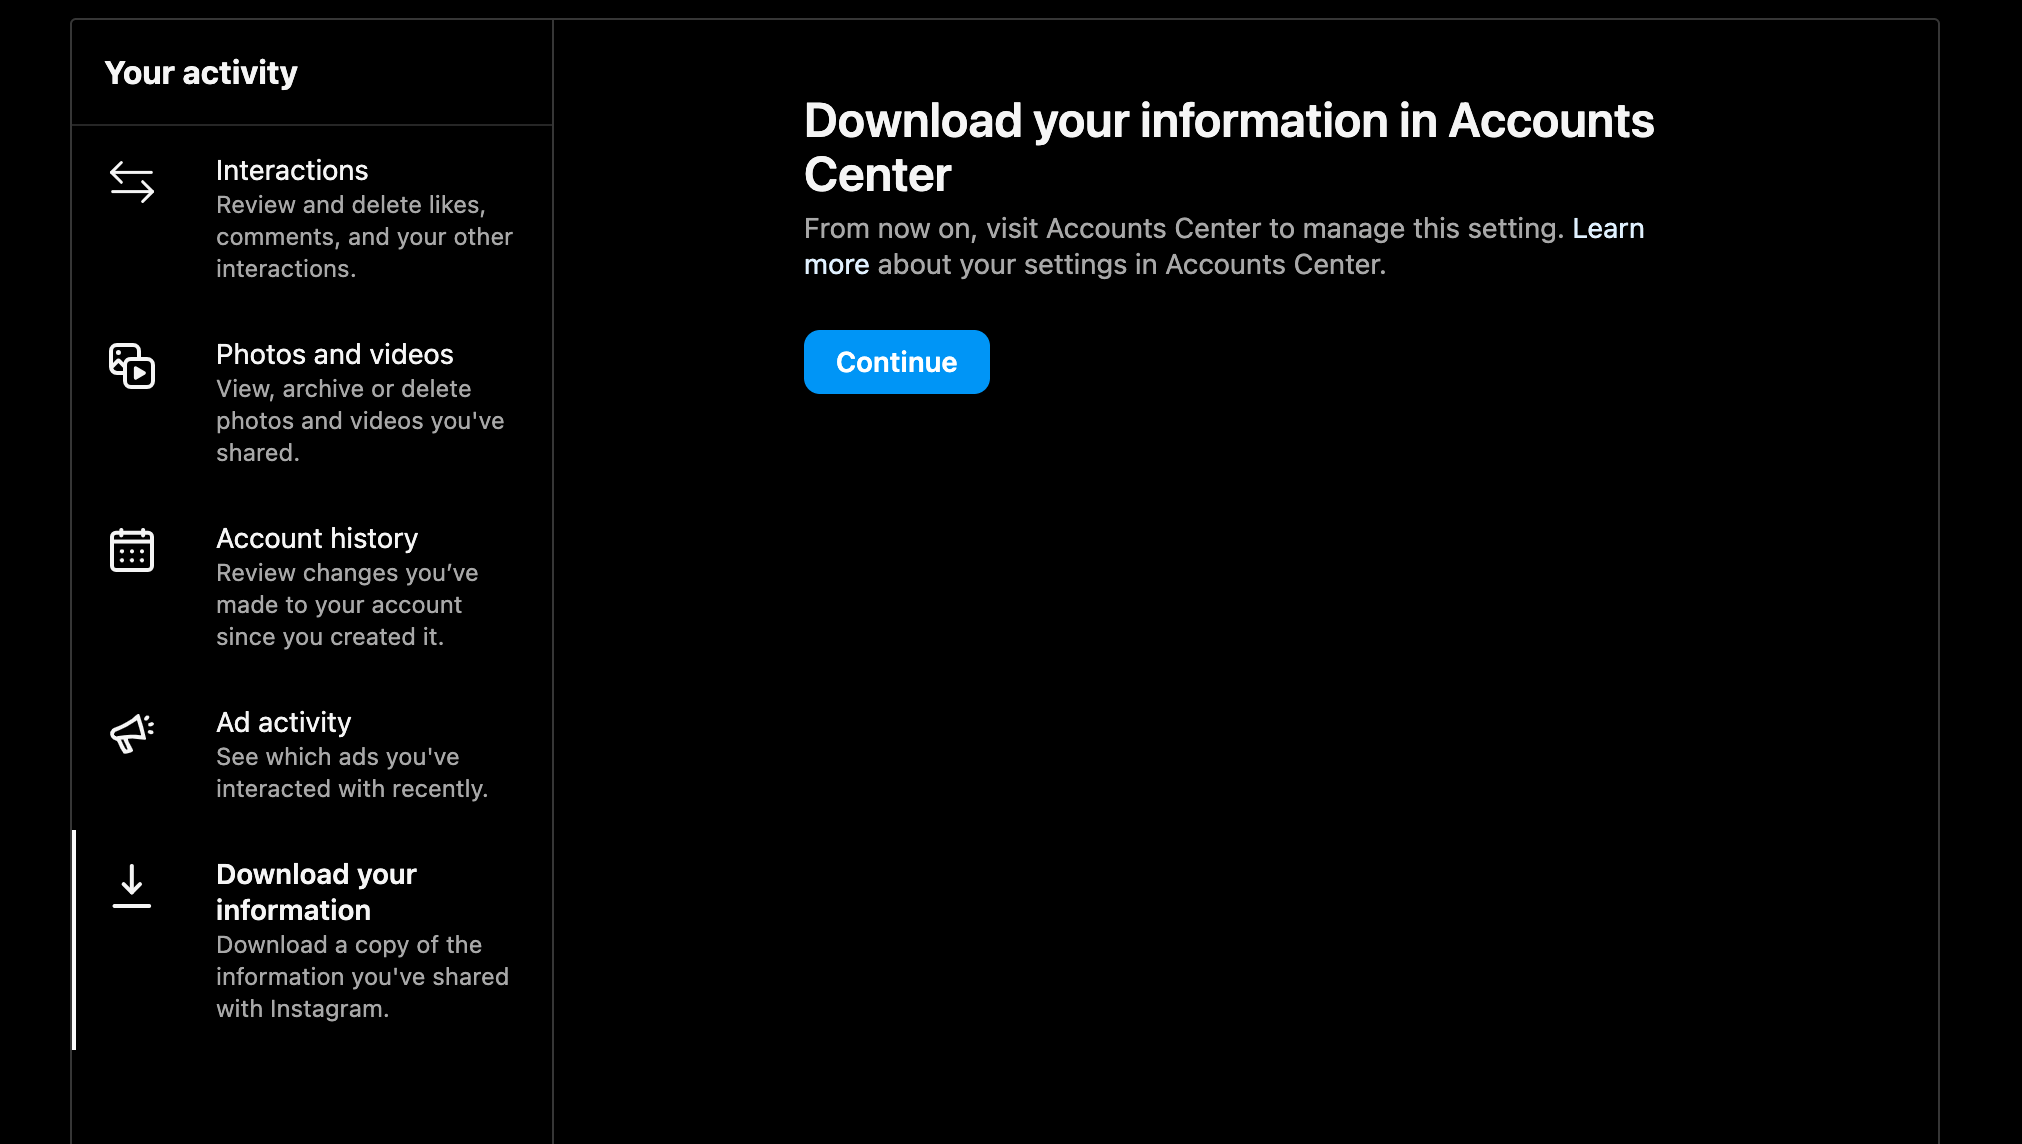 Your activity
Interactions
Review and delete likes,
comments, and your other
interactions.
Photos and videos
View, archive or delete
photos and videos you've
shared.
Account history
Review changes you’ve
made to your account
since you created it.
Ad activity
See which ads you've
interacted with recently.
Download your
information
Download a copy of the
information you've shared
with Instagram.
Download your information in Accounts
Center
From now on, visit Accounts Center to manage this setting. Learn
more about your settings in Accounts Center.
Continue